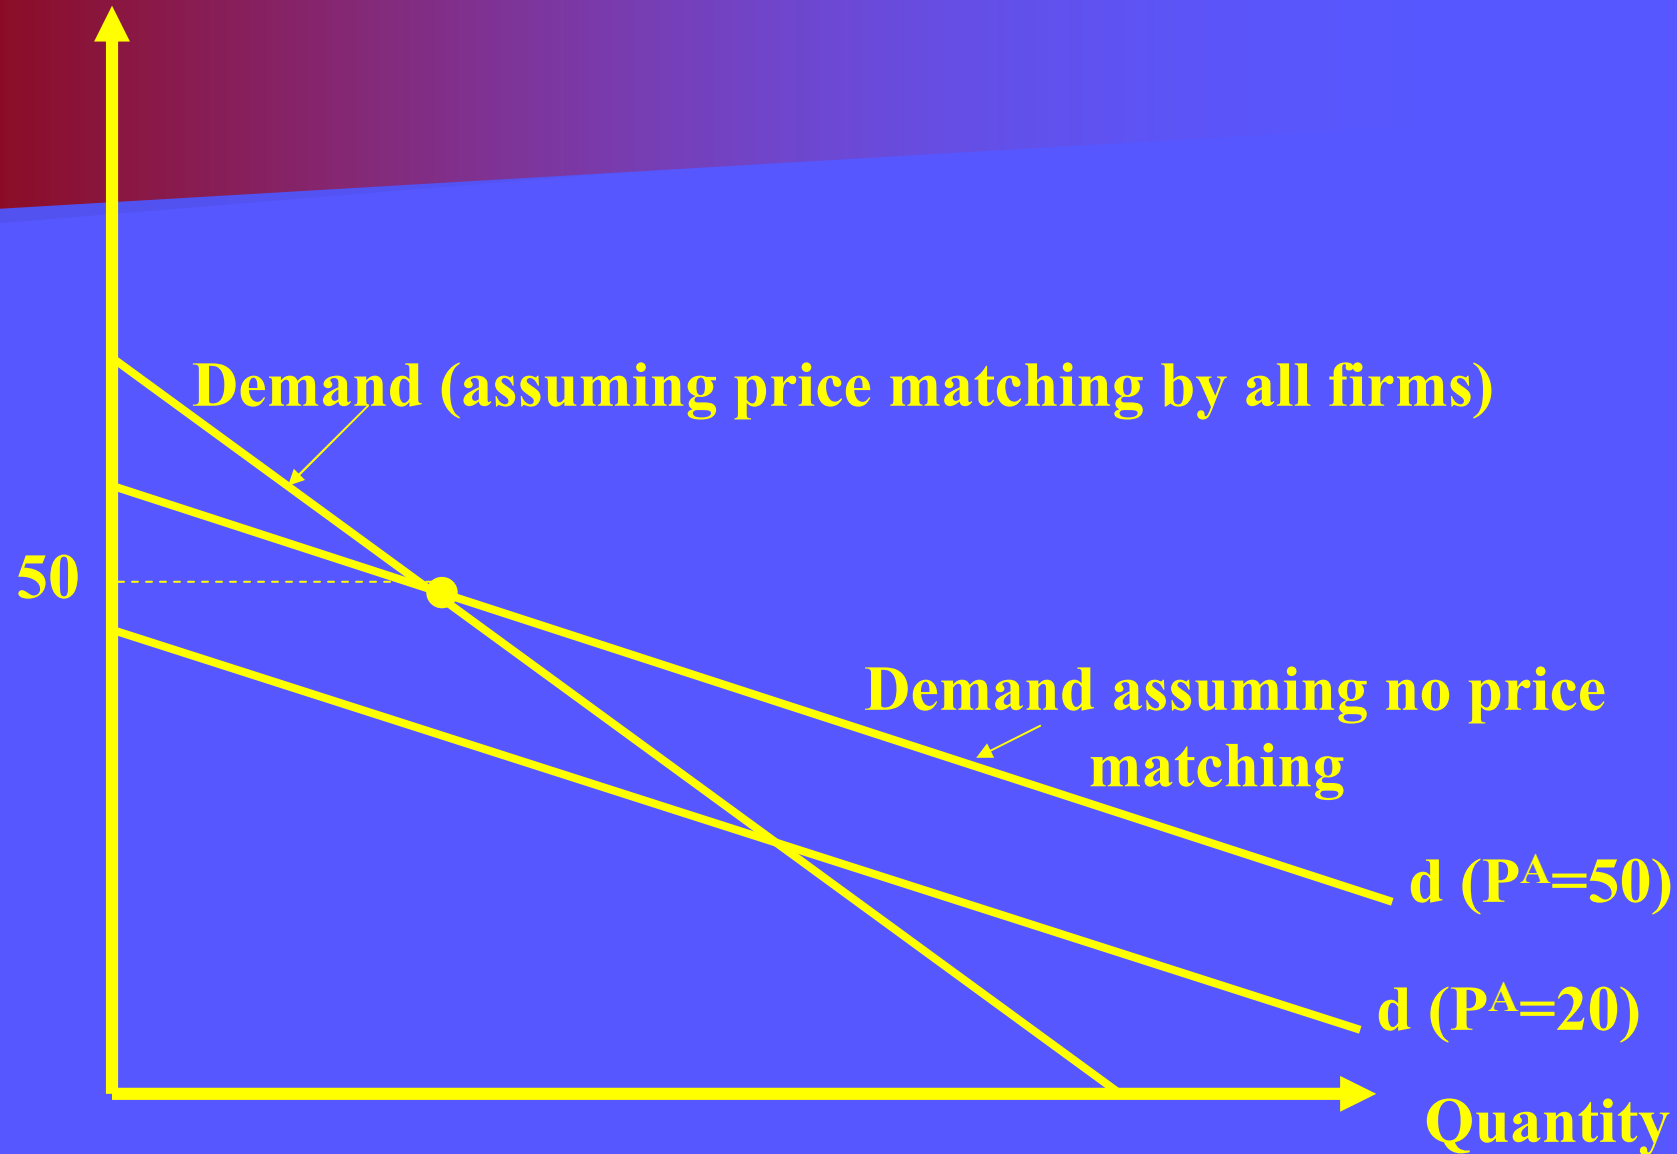 Demand (assuming price matching by all firms)
50
Demand assuming no price
matching
d (Pᴬ=50)
d (Pᴬ=20)
Quantity